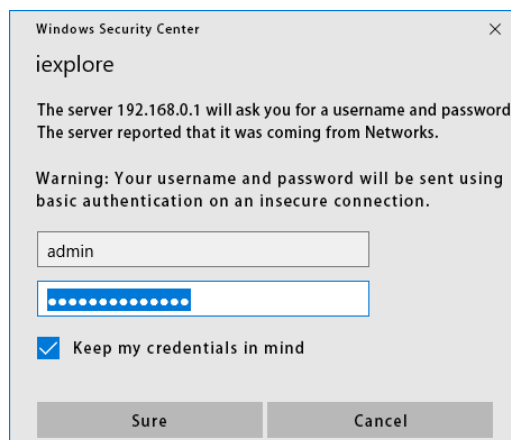 Windows Security Center
iexplore
The server 192.168.0.1 will ask you for a username and password
The server reported that it was coming from Networks.
Warning: Your username and password will be sent using
basic authentication on an insecure connection.
admin
●●●●●●●●●●●●●●
Keep my credentials in mind
Sure
Cancel